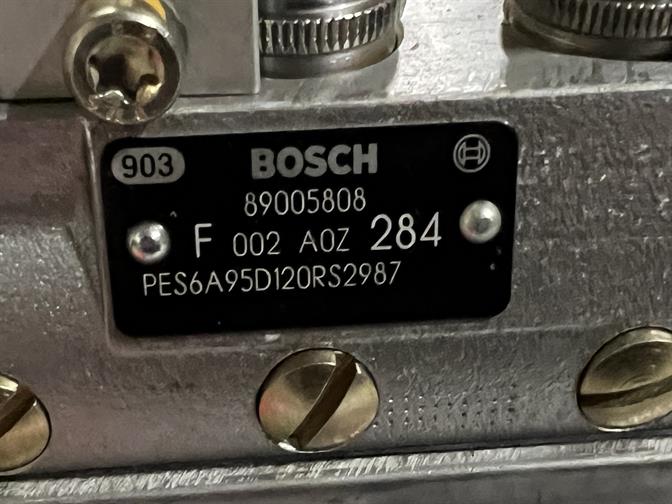 903 BOSCH
89005808
F 002 A0Z 284
PES6A95D120RS2987